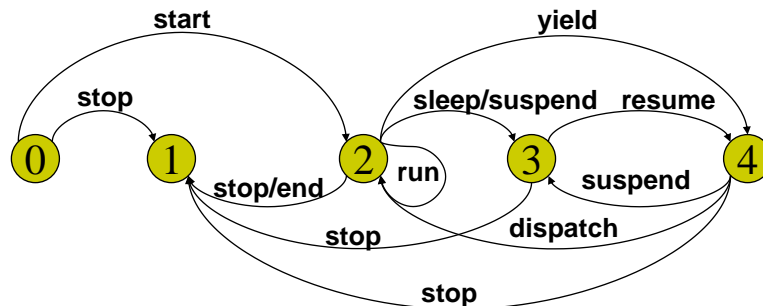 start
yield
stop
sleep/suspend
resume
0
1
2
3
4
run
stop/end
suspend
stop
dispatch
stop